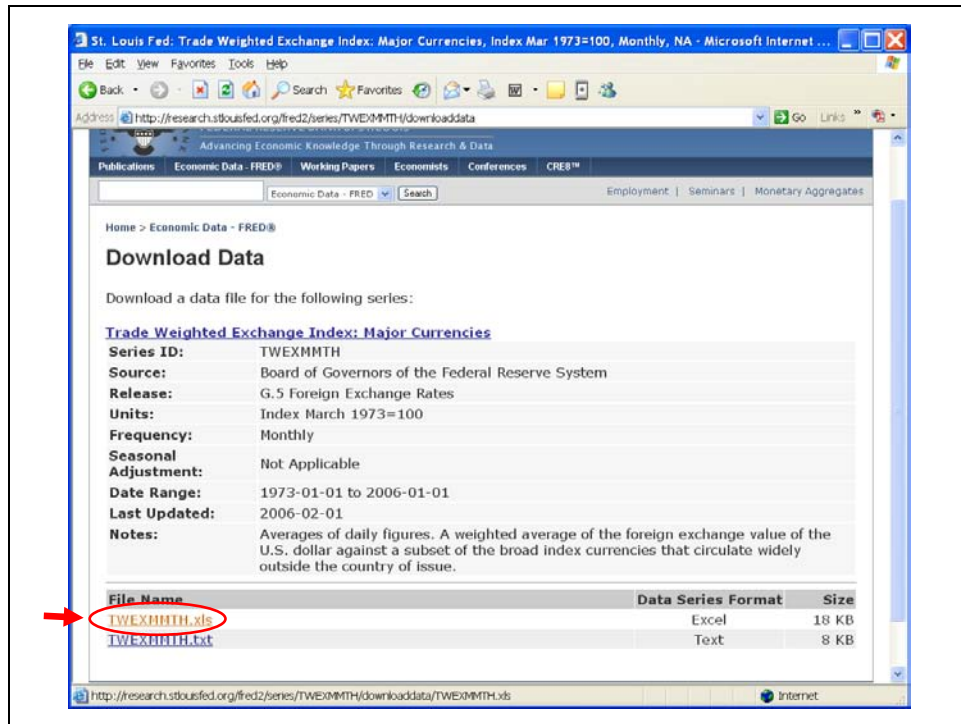 St. Louis Fed: Trade Weighted Exchange Index: Major Currencies, Index Mar 1973=100, Monthly, NA - Microsoft Internet ...
File Edit View Favorites Tools Help
Back Search Favorites
Address http://research.stlouisfed.org/fred2/series/TWEXMMTH/downloaddata Go Links »
Advancing Economic Knowledge Through Research & Data
Publications Economic Data - FRED® Working Papers Economists Conferences CRE8™
Economic Data - FRED Search Employment | Seminars | Monetary Aggregates
Home > Economic Data - FRED®
Download Data
Download a data file for the following series:
Trade Weighted Exchange Index: Major Currencies
Series ID: TWEXMMTH
Source: Board of Governors of the Federal Reserve System
Release: G.5 Foreign Exchange Rates
Units: Index March 1973=100
Frequency: Monthly
Seasonal
Adjustment: Not Applicable
Date Range: 1973-01-01 to 2006-01-01
Last Updated: 2006-02-01
Notes: Averages of daily figures. A weighted average of the foreign exchange value of the
U.S. dollar against a subset of the broad index currencies that circulate widely
outside the country of issue.
File Name Data Series Format Size
TWEXMMTH.xls Excel 18 KB
TWEXMMTH.txt Text 8 KB
http://research.stlouisfed.org/fred2/series/TWEXMMTH/downloaddata/TWEXMMTH.xls Internet